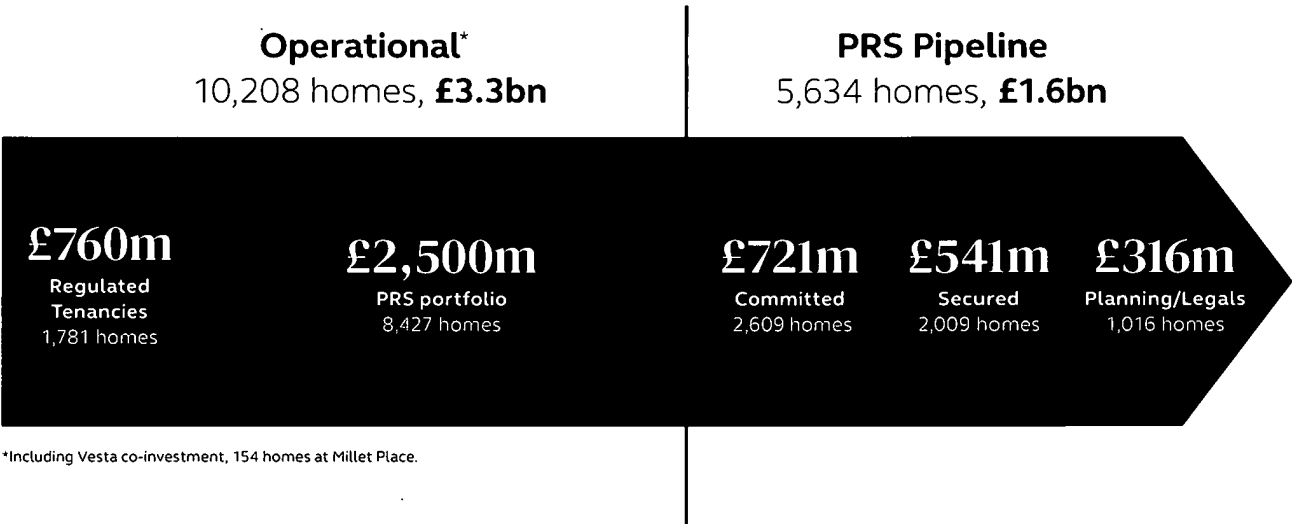 Operational*
10,208 homes, £3.3bn
PRS Pipeline
5,634 homes, £1.6bn
£760m
Regulated
Tenancies
1,781 homes
£2,500m
PRS portfolio
8,427 homes
£721m
Committed
2,609 homes
£541m
Secured
2,009 homes
£316m
Planning/Legals
1,016 homes
*Including Vesta co-investment, 154 homes at Millet Place.